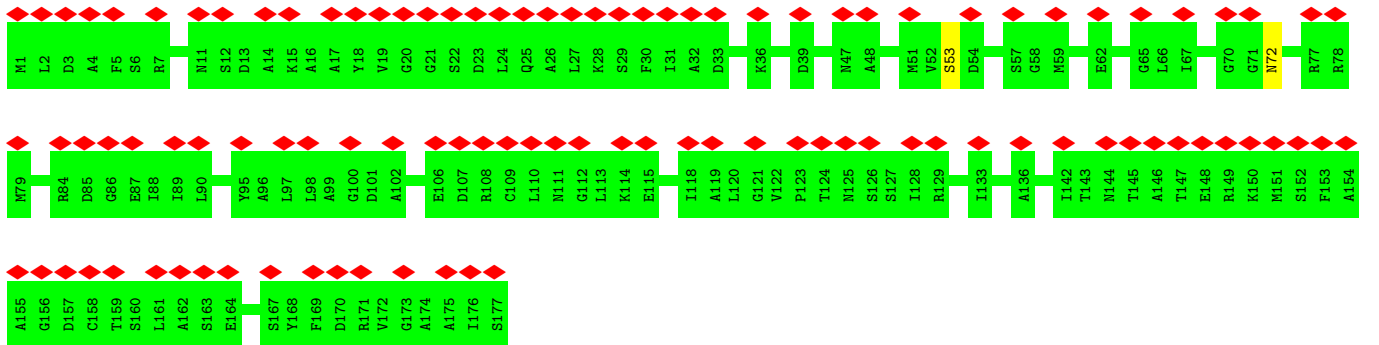 M1 L2 D3 A4 F5 S6 R7 N11 S12 D13 A14 K15 A16 A17 Y18 V19 G20 G21 S22 D23 L24 Q25 A26 L27 K28 S29 F30 I31 A32 D33 K36 D39 N47 A48 M51 V52 S53 D54 S57 G58 M59 E62 G65 L66 I67 G70 G71 N72 R77 R78
M79 R84 D85 G86 E87 I88 I89 L90 Y95 A96 L97 L98 A99 G100 D101 A102 E106 D107 R108 C109 L110 N111 G112 L113 K114 E115 I118 A119 L120 G121 V122 P123 T124 N125 S126 S127 I128 R129 I133 A136 I142 T143 N144 T145 A146 T147 E148 R149 K150 M151 S152 F153 A154
A155 G156 D157 C158 T159 S160 L161 A162 S163 E164 S167 Y168 F169 D170 R171 V172 G173 A174 A175 I176 S177